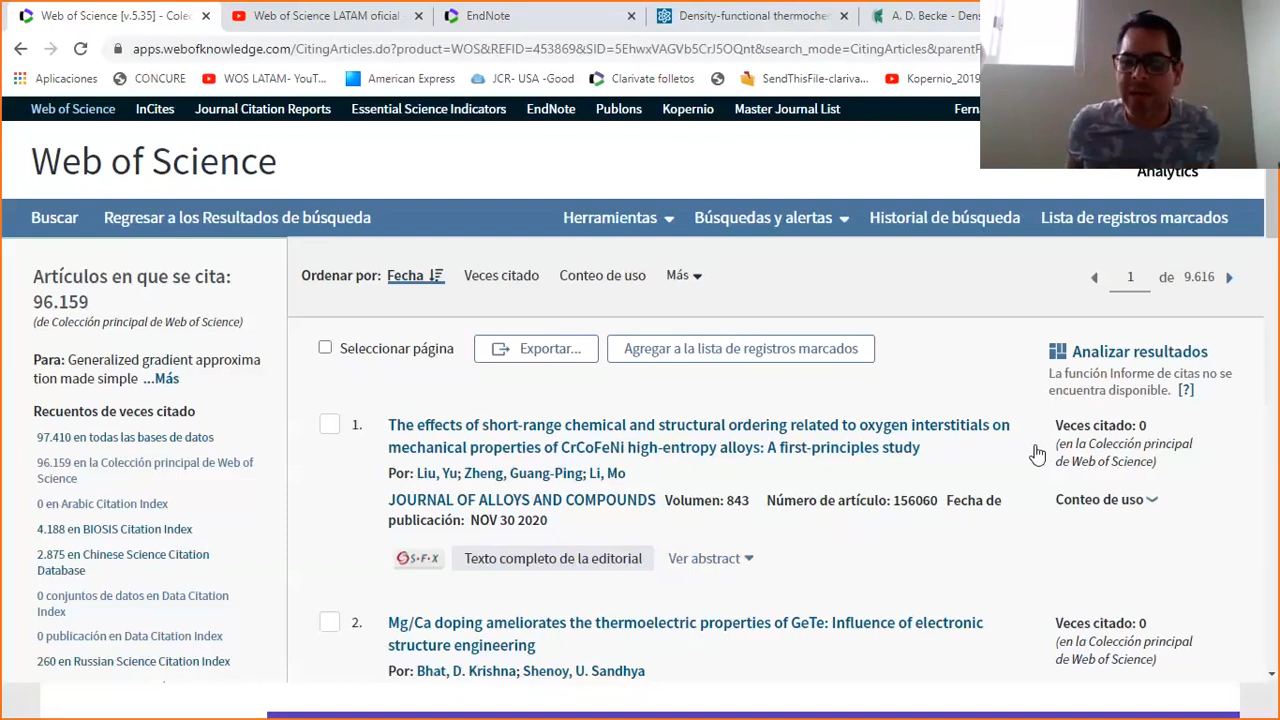 Web of Science [v.5.35] - Colec
Web of Science LATAM oficial
EndNote
Density-functional thermocher
A. D. Becke - Dens
apps.webofknowledge.com/CitingArticles.do?product=WOS&REFID=453869&SID=5EhwxVAGVb5CrJ5OQnt&search_mode=CitingArticles&parentP
Aplicaciones
CONCURE
WOS LATAM- YouT...
American Express
JCR- USA -Good
Clarivate folletos
SendThisFile-clariva...
Kopernio_2019
Web of Science InCites Journal Citation Reports Essential Science Indicators EndNote Publons Kopernio Master Journal List Fern
Web of Science
Analytics
Buscar Regresar a los Resultados de búsqueda Herramientas Búsquedas y alertas Historial de búsqueda Lista de registros marcados
Artículos en que se cita:
96.159
(de Colección principal de Web of Science)
Para: Generalized gradient approxima
tion made simple ...Más
Recuentos de veces citado
97.410 en todas las bases de datos
96.159 en la Colección principal de Web of
Science
0 en Arabic Citation Index
4.188 en BIOSIS Citation Index
2.875 en Chinese Science Citation
Database
0 conjuntos de datos en Data Citation
Index
0 publicación en Data Citation Index
260 en Russian Science Citation Index
Ordenar por: Fecha Veces citado Conteo de uso Más
1 de 9.616
Seleccionar página Exportar... Agregar a la lista de registros marcados
Analizar resultados
La función Informe de citas no se
encuentra disponible. [?]
1. The effects of short-range chemical and structural ordering related to oxygen interstitials on
mechanical properties of CrCoFeNi high-entropy alloys: A first-principles study
Por: Liu, Yu; Zheng, Guang-Ping; Li, Mo
JOURNAL OF ALLOYS AND COMPOUNDS Volumen: 843 Número de artículo: 156060 Fecha de
publicación: NOV 30 2020
S·F·X Texto completo de la editorial Ver abstract
Veces citado: 0
(en la Colección principal
de Web of Science)
Conteo de uso
2. Mg/Ca doping ameliorates the thermoelectric properties of GeTe: Influence of electronic
structure engineering
Por: Bhat, D. Krishna; Shenoy, U. Sandhya
Veces citado: 0
(en la Colección principal
de Web of Science)